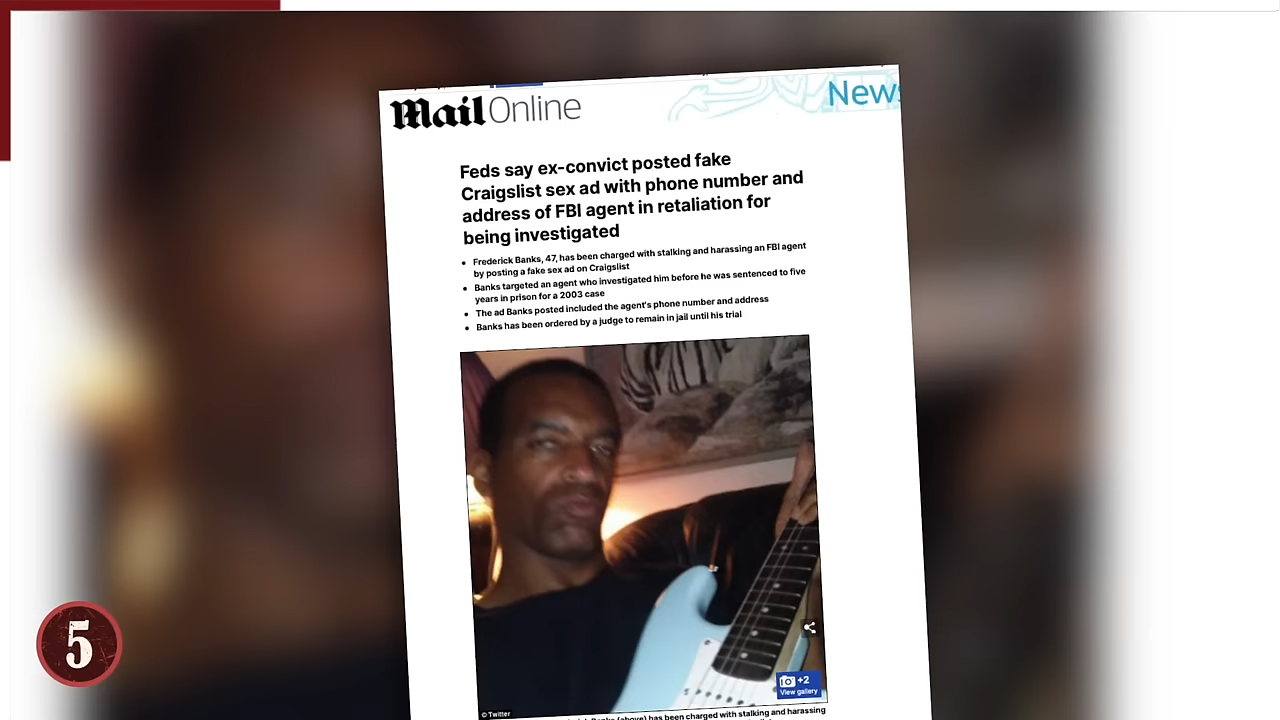 Mail Online
News
Feds say ex-convict posted fake
Craigslist sex ad with phone number and
address of FBI agent in retaliation for
being investigated
• Frederick Banks, 47, has been charged with stalking and harassing an FBI agent
by posting a fake sex ad on Craigslist
• Banks targeted an agent who investigated him before he was sentenced to five
years in prison for a 2003 case
• The ad Banks posted included the agent's phone number and address
• Banks has been ordered by a judge to remain in jail until his trial
+2
View gallery
© Twitter
Banks (above) has been charged with stalking and harassing
5